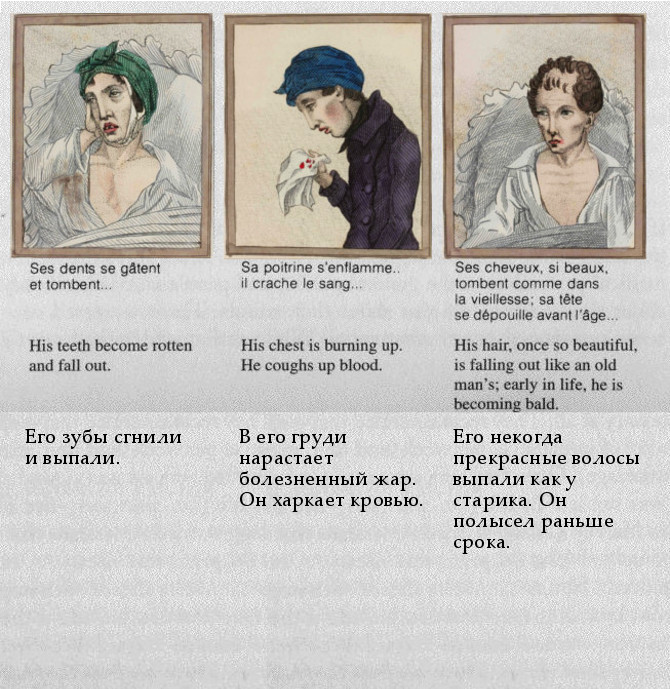 Ses dents se gâtent
et tombent...
His teeth become rotten
and fall out.
Его зубы сгнили
и выпали.
Sa poitrine s'enflamme..
il crache le sang...
His chest is burning up.
He coughs up blood.
В его груди
нарастает
болезненный жар.
Он харкает кровью.
Ses cheveux, si beaux,
tombent comme dans
la vieillesse; sa tête
se dépouille avant l'âge...
His hair, once so beautiful,
is falling out like an old
man's; early in life, he is
becoming bald.
Его некогда
прекрасные волосы
выпали как у
старика. Он
полысел раньше
срока.